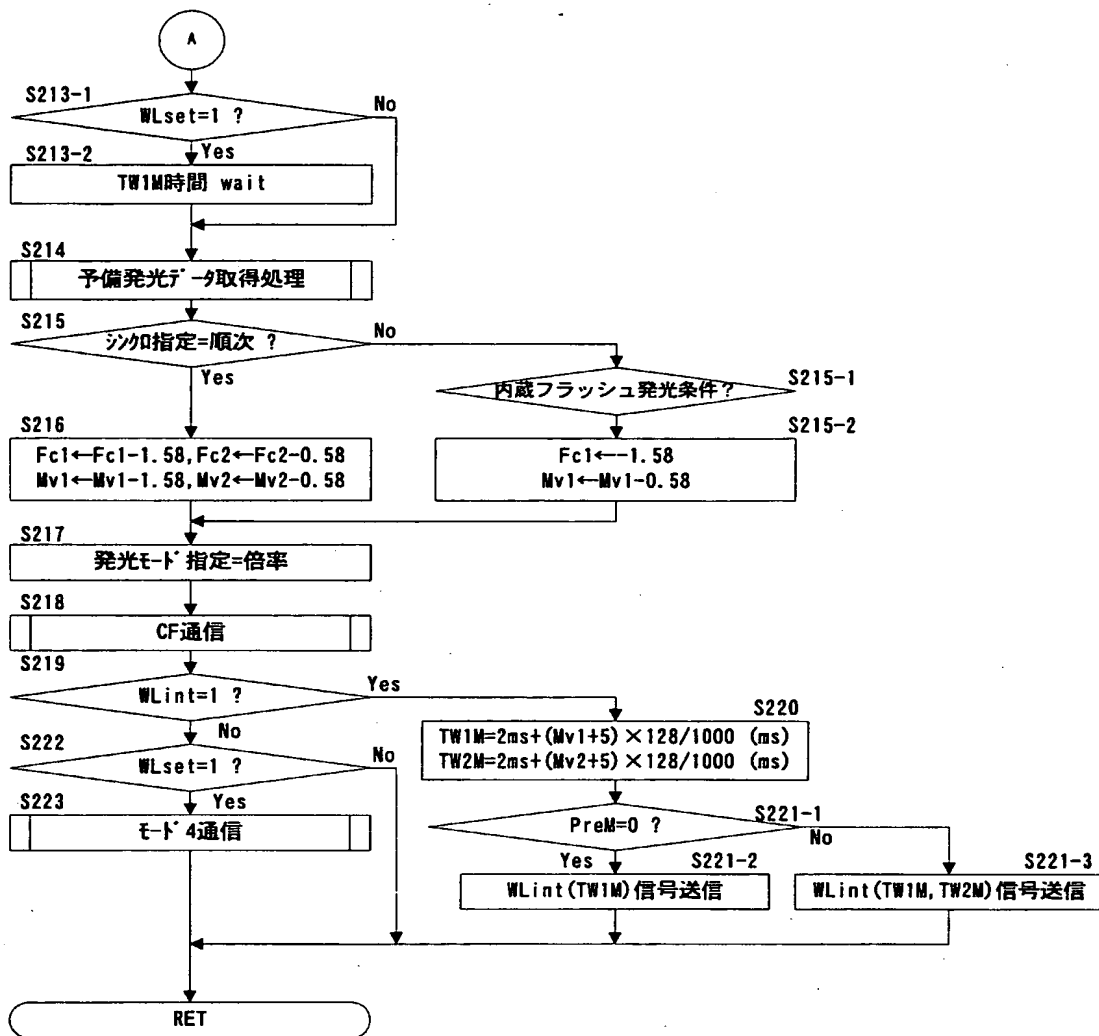 A
S213-1
WLset=1 ?
No
Yes
S213-2
TW1M時間 wait
S214
予備発光ﾃﾞｰﾀ取得処理
S215
ｼﾝｸﾛ指定=順次 ?
No
Yes
内蔵フラッシュ発光条件?
S215-1
S216
Fc1←Fc1-1.58,Fc2←Fc2-0.58
Mv1←Mv1-1.58,Mv2←Mv2-0.58
S215-2
Fc1←-1.58
Mv1←Mv1-0.58
S217
発光ﾓｰﾄﾞ指定=倍率
S218
CF通信
S219
WLint=1 ?
Yes
No
S220
TW1M=2ms+(Mv1+5)×128/1000 (ms)
TW2M=2ms+(Mv2+5)×128/1000 (ms)
S222
WLset=1 ?
No
Yes
S223
ﾓｰﾄﾞ4通信
S221-1
PreM=0 ?
No
Yes
S221-2
WLint(TW1M)信号送信
S221-3
WLint(TW1M,TW2M)信号送信
RET